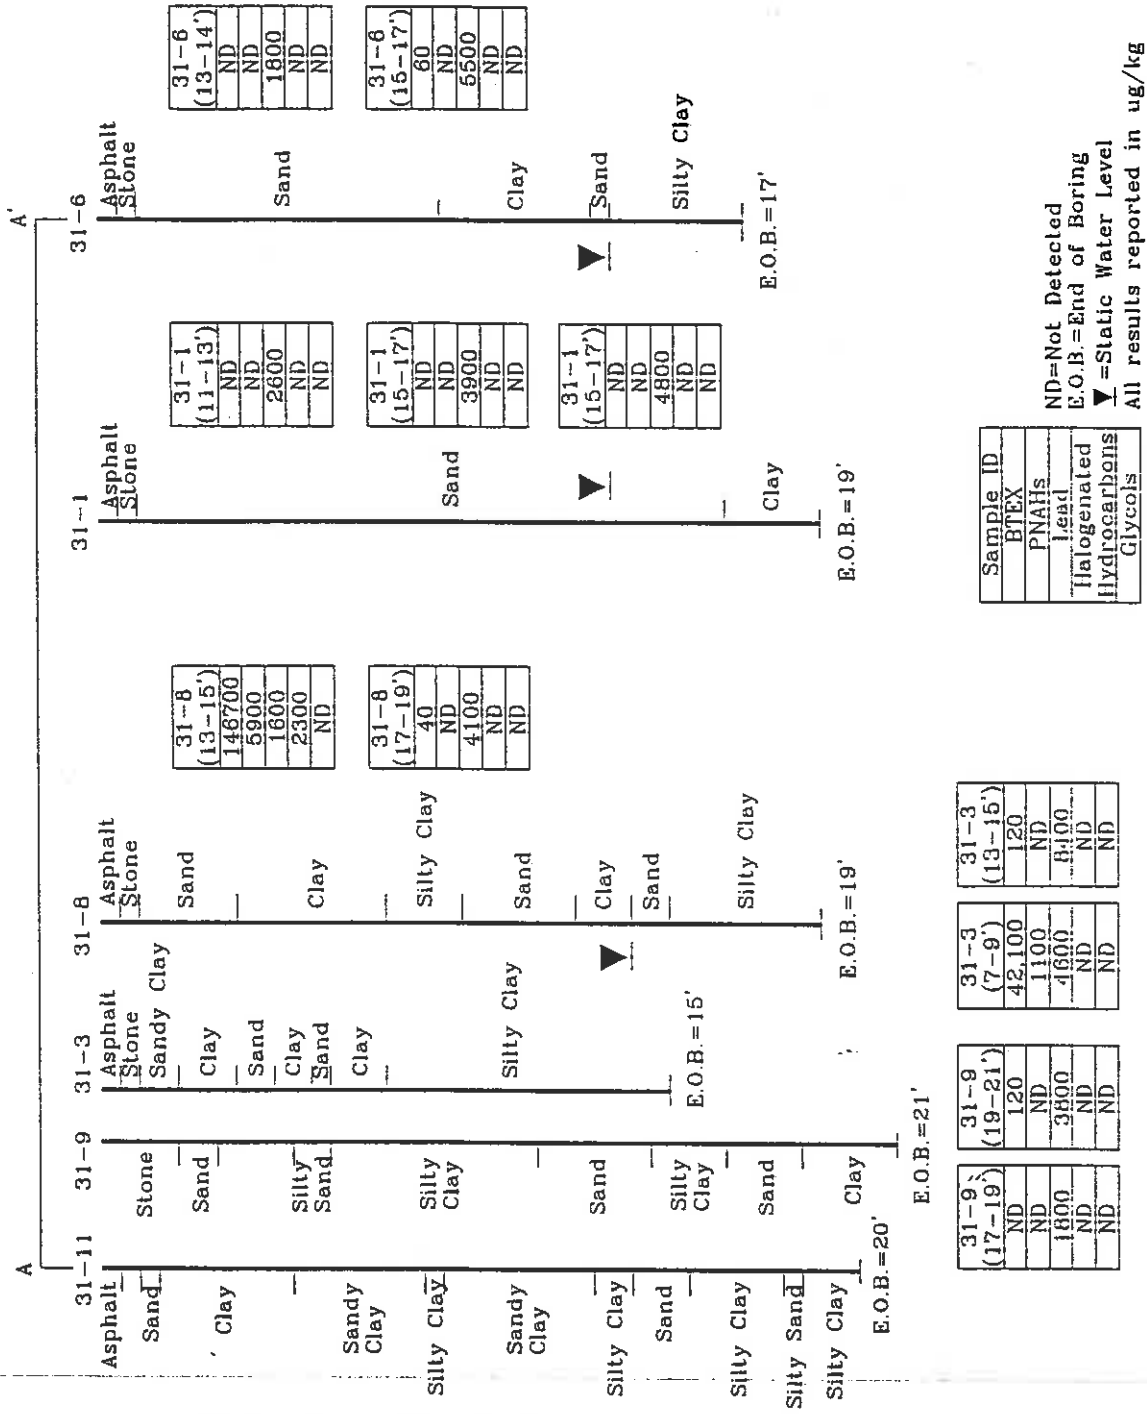 A
A'
31-11
Asphalt
Sand
Clay
Sandy
Clay
Silty Clay
Sandy
Clay
Silty Clay
Sand
Silty Clay
Silty Sand
Silty Clay
E.O.B.=20'
31-9
Stone
Sand
Silty
Sand
Silty
Clay
Sand
Silty
Clay
Sand
Clay
E.O.B.=21'
31-3
Asphalt
Stone
Sandy Clay
Clay
Sand
Clay
Sand
Clay
Silty Clay
E.O.B.=15'
31-8
Asphalt
Stone
Sand
Clay
Silty Clay
Sand
Clay
Sand
Silty Clay
E.O.B.=19'
31-8
(13-15')
146700
5900
1600
2300
ND
31-8
(17-19')
40
ND
4100
ND
ND
31-1
Asphalt
Stone
Sand
Clay
E.O.B.=19'
31-1
(11-13')
ND
ND
2600
ND
ND
31-1
(15-17')
ND
ND
3900
ND
ND
31-1
(15-17')
ND
ND
4800
ND
ND
31-6
Asphalt
Stone
Sand
Clay
Sand
Silty Clay
E.O.B.=17'
31-6
(13-14')
ND
ND
1800
ND
ND
31-6
(15-17')
60
ND
5500
ND
ND
31-9
(17-19')
ND
ND
1800
ND
ND
31-9
(19-21')
120
ND
3800
ND
ND
31-3
(7-9')
42,100
1100
ND
ND
31-3
(13-15')
120
ND
ND
ND
Sample ID
BTEX
PNAHs
Lead
Halogenated
Hydrocarbons
Glycols
ND=Not Detected
E.O.B.=End of Boring
▼=Static Water Level
All results reported in ug/kg